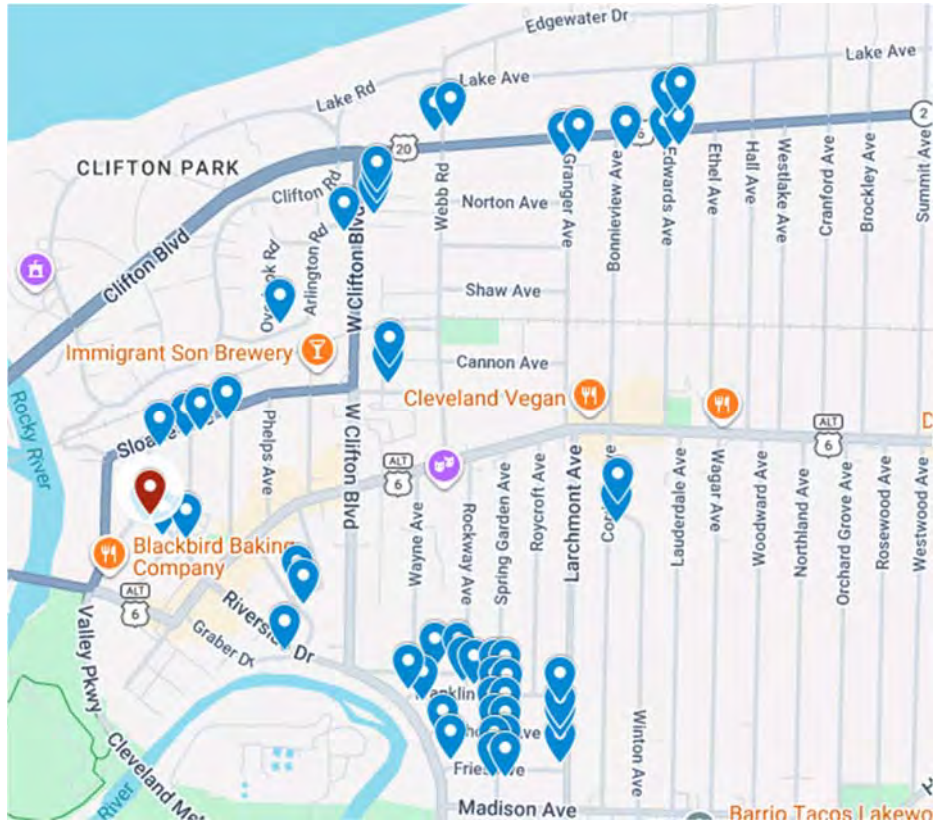 Edgewater Dr
Lake Ave
Lake Ave
Lake Rd
2
20
6
CLIFTON PARK
Clifton Rd
Norton Ave
Webb Rd
Granger Ave
Bonnieview Ave
Edwards Ave
Ethel Ave
Hall Ave
Westlake Ave
Cranford Ave
Brockley Ave
Summit Ave
Clifton Blvd
W Clifton Blvd
Arlington Rd
Shaw Ave
Immigrant Son Brewery
Cannon Ave
Cleveland Vegan
Rocky River
Phelps Ave
W Clifton Blvd
ALT
6
ALT
6
D
Wayne Ave
Rockway Ave
Spring Garden Ave
Roycroft Ave
Larchmont Ave
Lauderdale Ave
Wagar Ave
Woodward Ave
Northland Ave
Orchard Grove Ave
Rosewood Ave
Westwood Ave
Blackbird Baking
Company
ALT
6
Valley Pkwy
Graber Dr
Dr
Ave
Winton Ave
Madison Ave
River
Cleveland
Barrio Tacos Lakewo
H